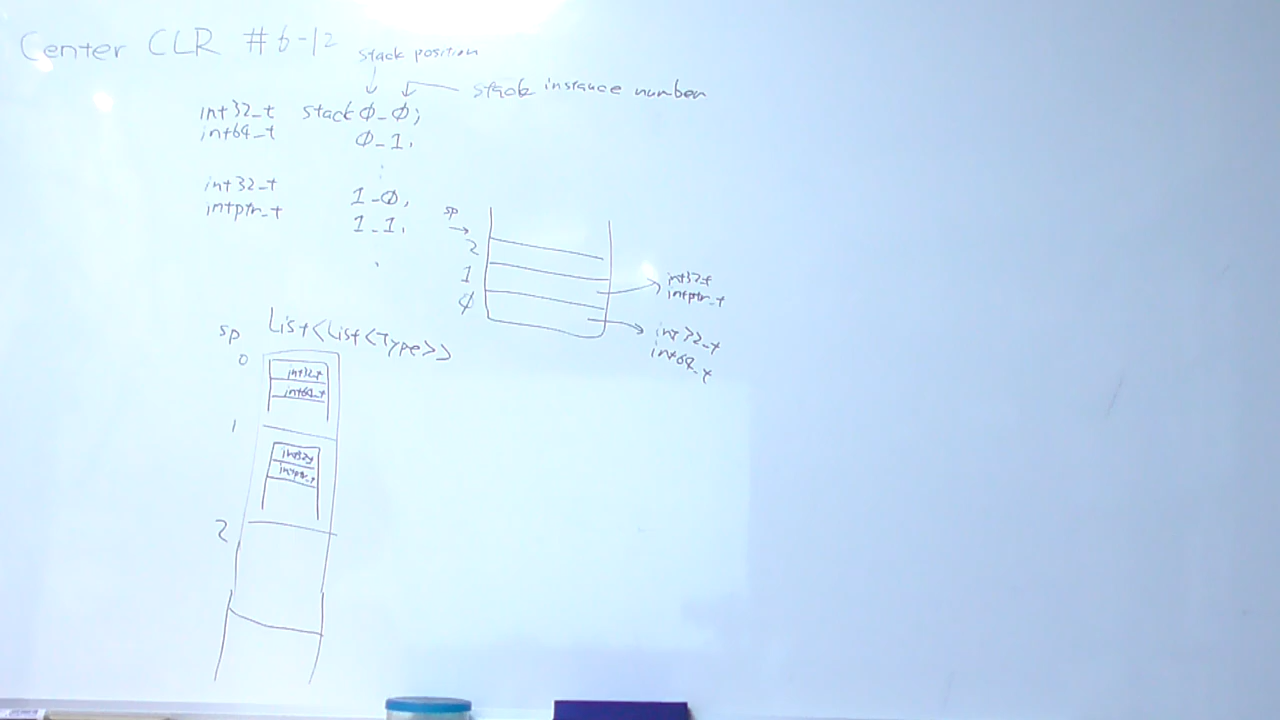 Center CLR #6-12
stack position
stack instance number
int32_t stack0_0;
int64_t 0_1.
int32_t 1_0,
intptr_t 1_1.
sp
2
1
0
int32_t
intptr_t
int32_t
int64_t
sp List<List<Type>>
0
int32_t
int64_t
1
int32_t
intptr_t
2